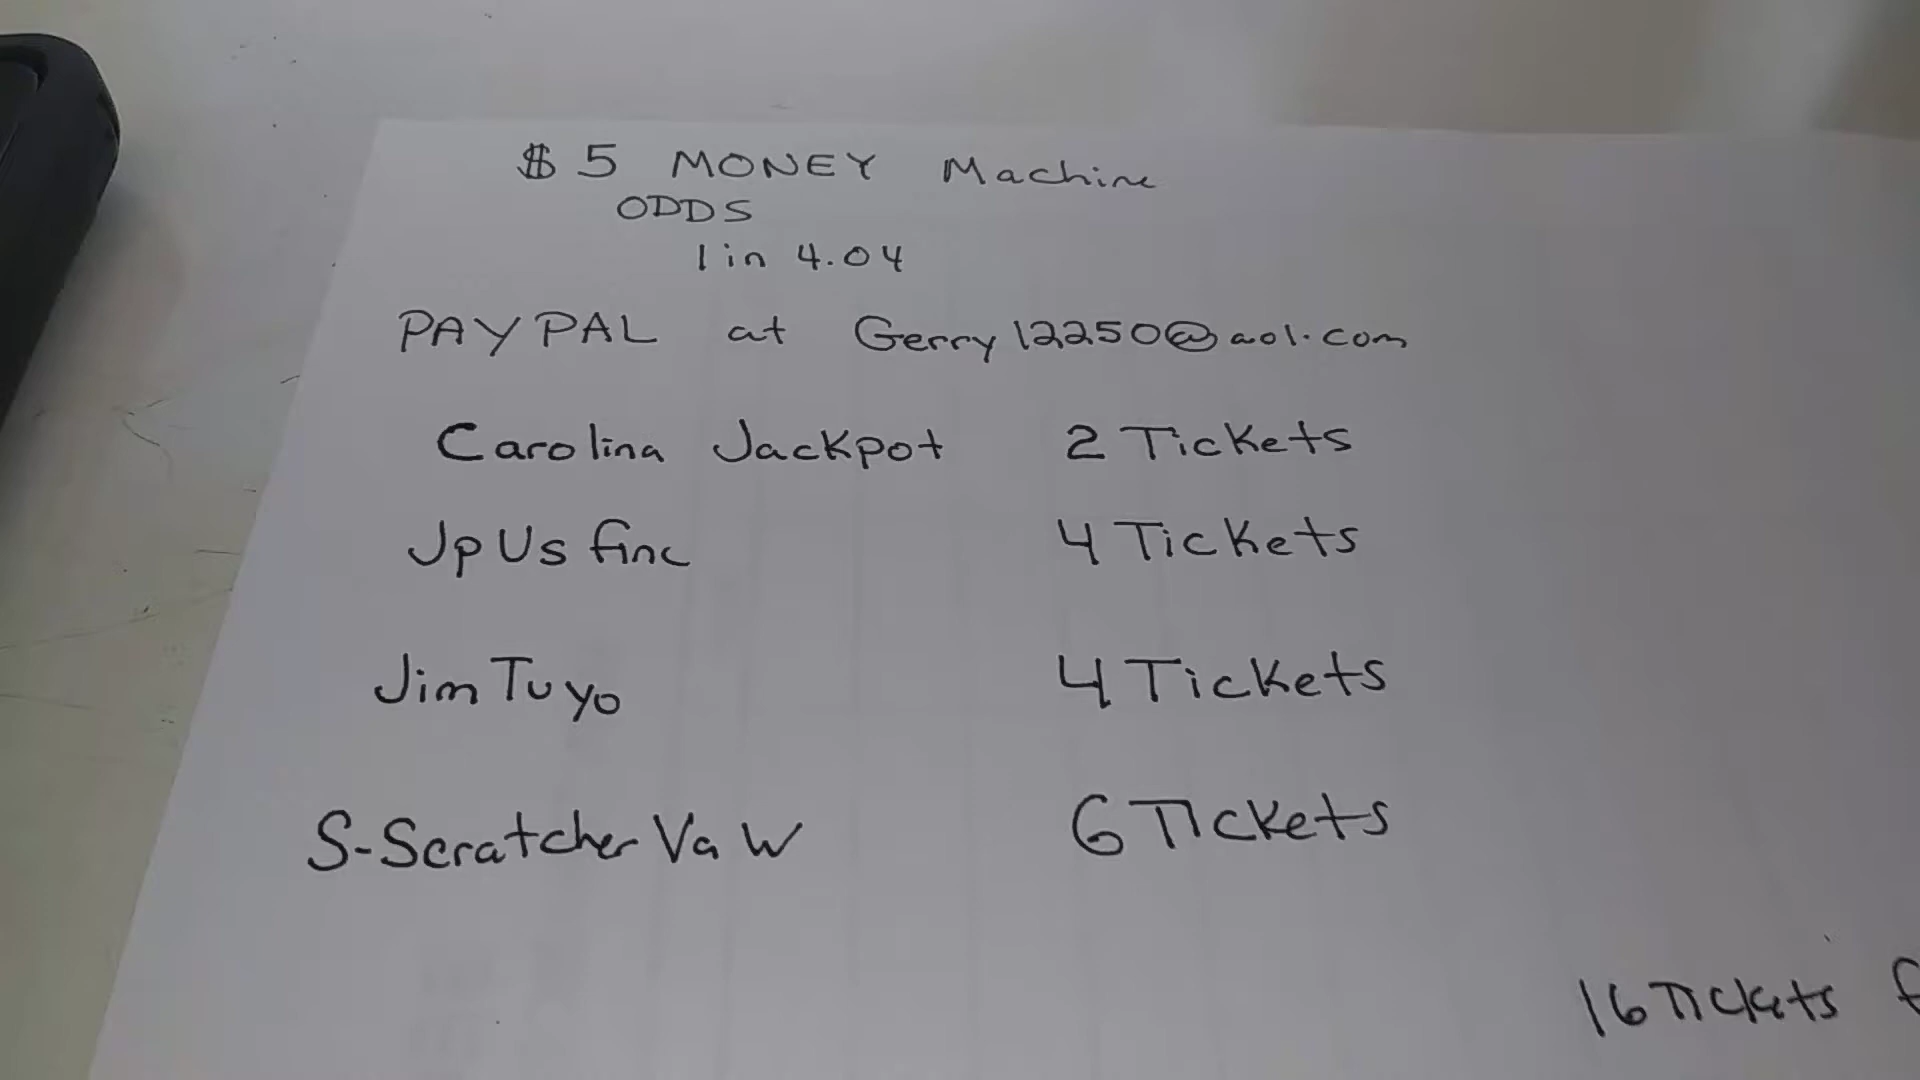 $5 MONEY Machine
ODDS
1 in 4.04
PAYPAL at Gerry12250@aol.com
Carolina Jackpot 2 Tickets
Jp Us finc 4 Tickets
Jim Tuyo 4 Tickets
S-Scratcher Va W 6 Tickets
16 Tickets